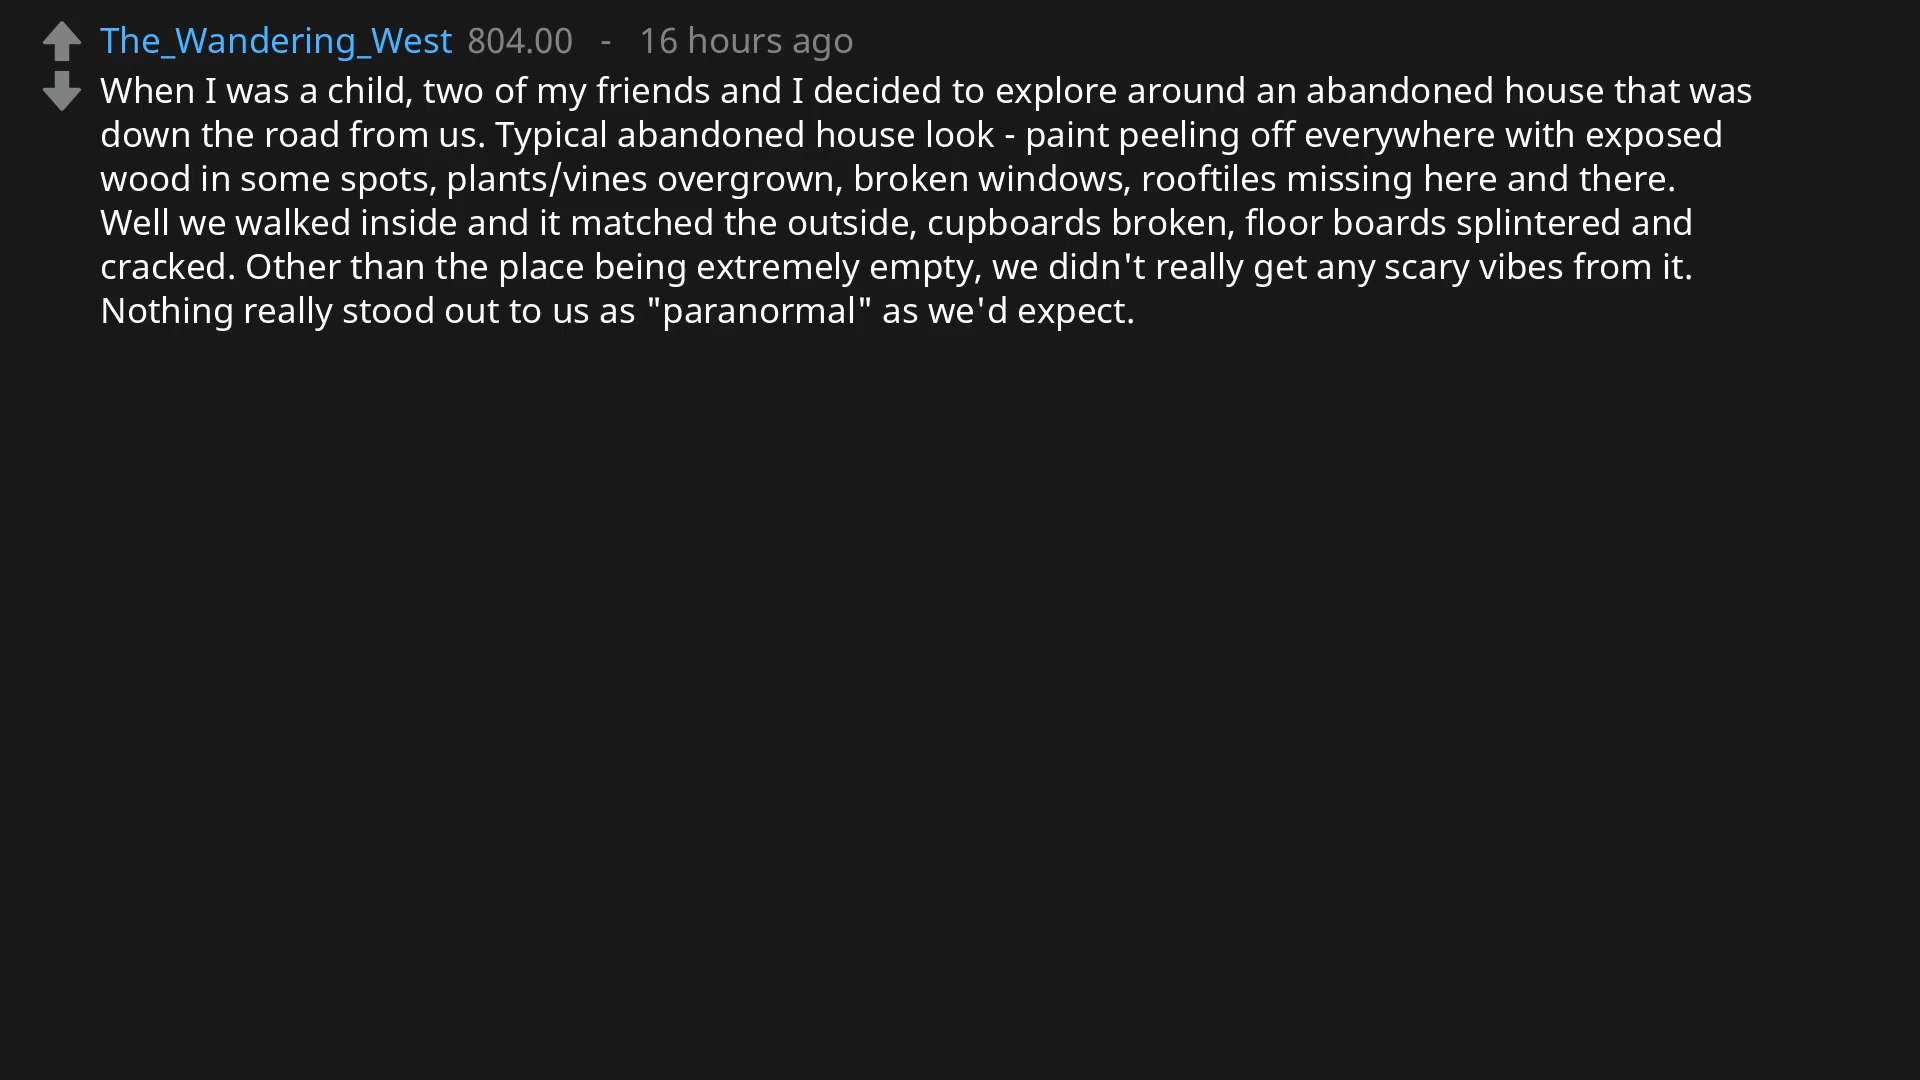 The_Wandering_West 804.00 - 16 hours ago
When I was a child, two of my friends and I decided to explore around an abandoned house that was
down the road from us. Typical abandoned house look - paint peeling off everywhere with exposed
wood in some spots, plants/vines overgrown, broken windows, rooftiles missing here and there.
Well we walked inside and it matched the outside, cupboards broken, floor boards splintered and
cracked. Other than the place being extremely empty, we didn't really get any scary vibes from it.
Nothing really stood out to us as "paranormal" as we'd expect.